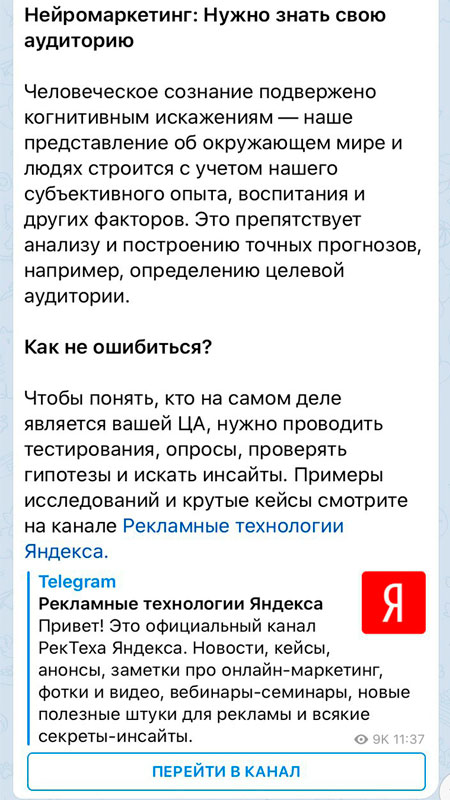 Нейромаркетинг: Нужно знать свою
аудиторию
Человеческое сознание подвержено
когнитивным искажениям — наше
представление об окружающем мире и
людях строится с учетом нашего
субъективного опыта, воспитания и
других факторов. Это препятствует
анализу и построению точных прогнозов,
например, определению целевой
аудитории.
Как не ошибиться?
Чтобы понять, кто на самом деле
является вашей ЦА, нужно проводить
тестирования, опросы, проверять
гипотезы и искать инсайты. Примеры
исследований и крутые кейсы смотрите
на канале Рекламные технологии
Яндекса.
Telegram
Рекламные технологии Яндекса
Привет! Это официальный канал
РекТеха Яндекса. Новости, кейсы,
анонсы, заметки про онлайн-маркетинг,
фотки и видео, вебинары-семинары, новые
полезные штуки для рекламы и всякие
секреты-инсайты.
Я
9K 11:37
ПЕРЕЙТИ В КАНАЛ